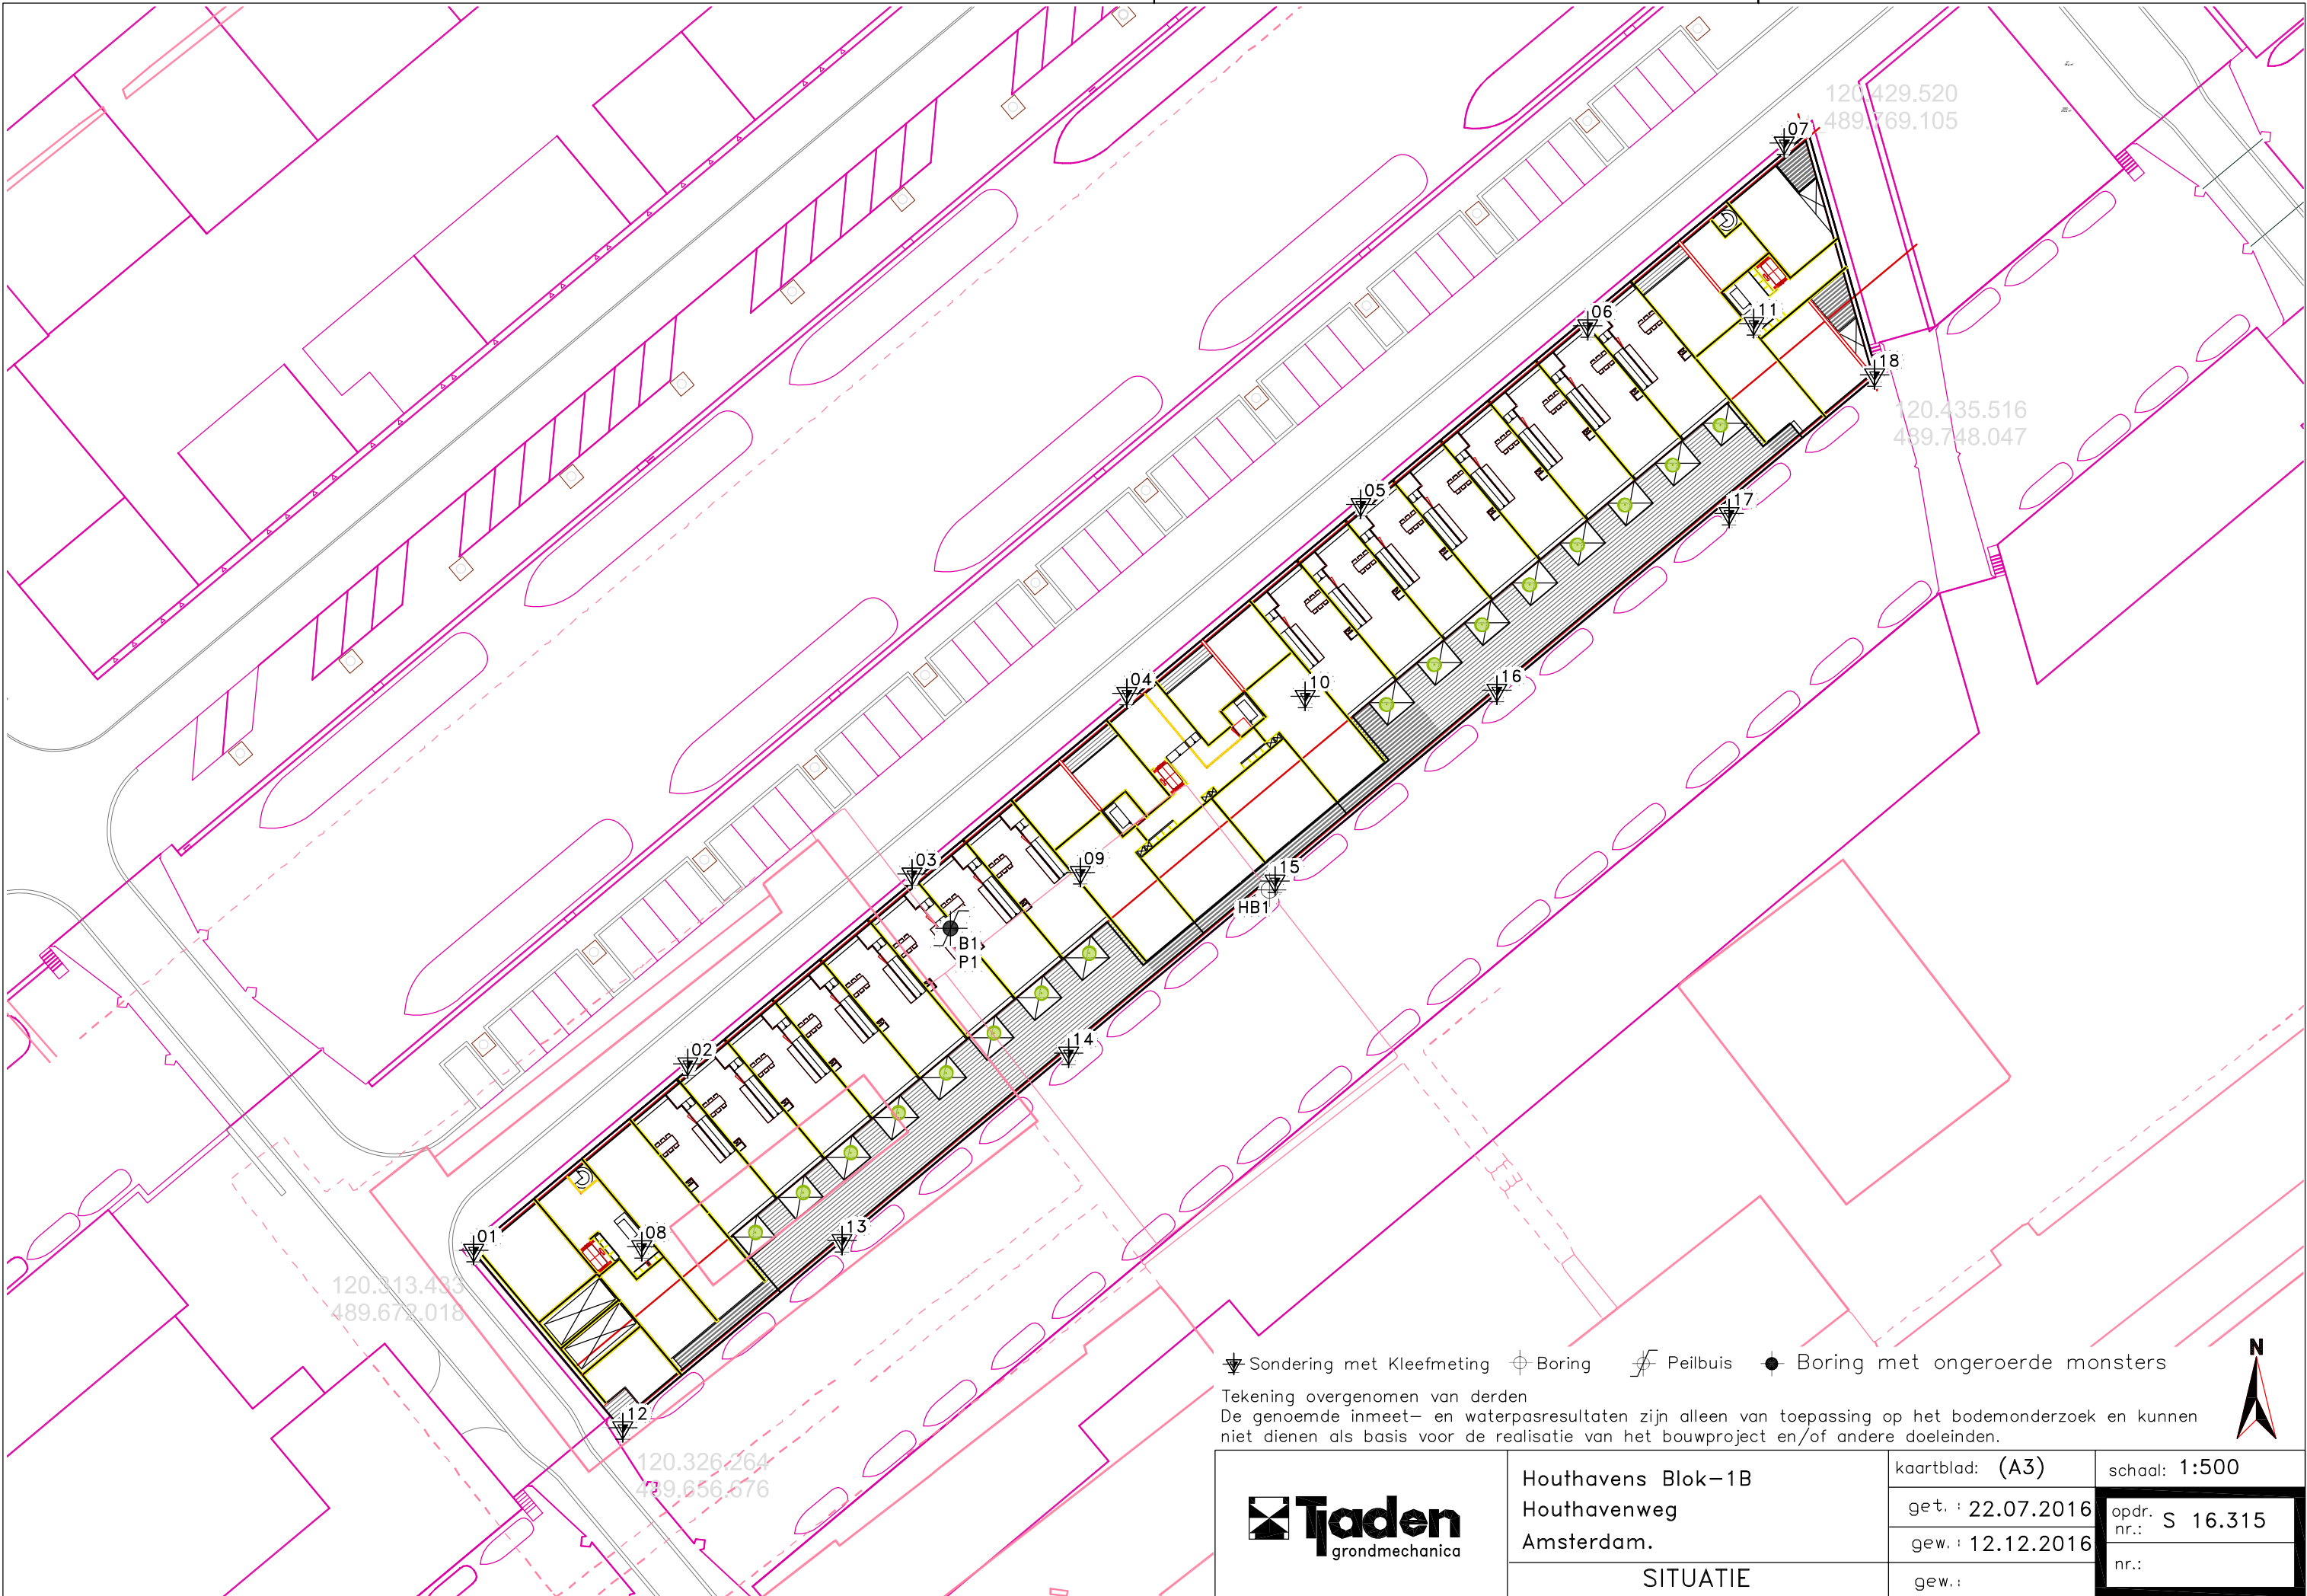 120.429.520
489.769.105
07
06
11
18
120.435.516
489.748.047
05
17
04
10
16
03
09
15
HB1
B1
P1
02
14
01
08
13
120.313.433
489.672.018
12
120.326.264
489.656.676
N
Sondering met Kleefmeting Boring Peilbuis Boring met ongeroerde monsters
Tekening overgenomen van derden
De genoemde inmeet- en waterpasresultaten zijn alleen van toepassing op het bodemonderzoek en kunnen
niet dienen als basis voor de realisatie van het bouwproject en/of andere doeleinden.
Tjaden
grondmechanica
Houthavens Blok-1B
Houthavenweg
Amsterdam.
SITUATIE
kaartblad: (A3)
get. : 22.07.2016
gew. : 12.12.2016
gew.:
schaal: 1:500
opdr. nr.: S 16.315
nr.: